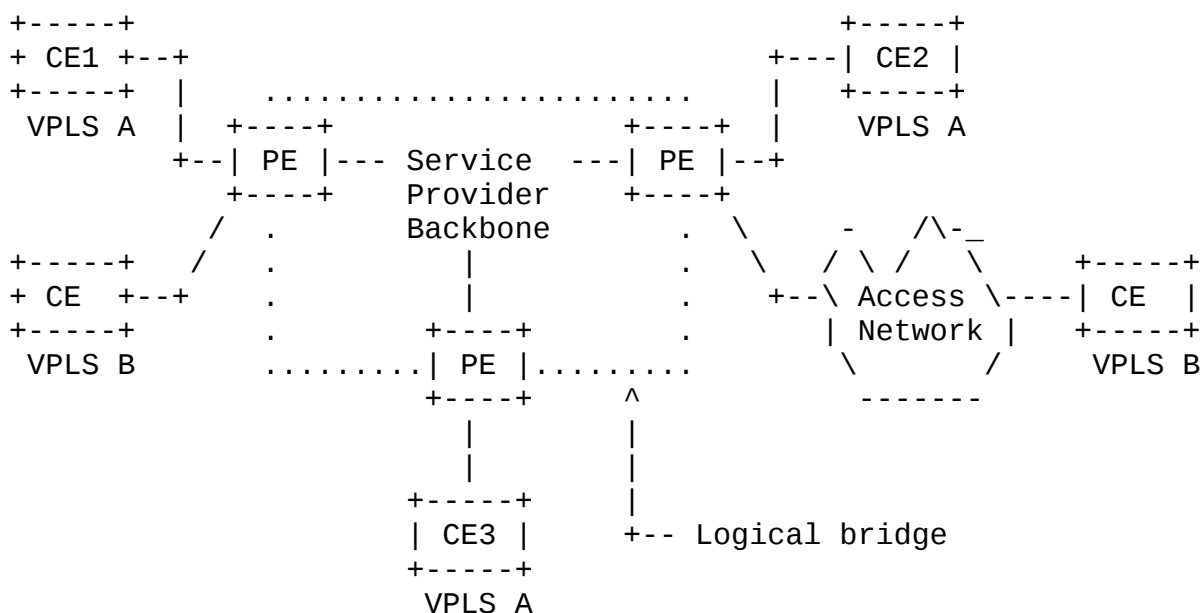 +-----+                                         +-----+
+ CE1 +--+                                 +---| CE2 |
+-----+  |    ........................     |   +-----+
 VPLS A  |  +----+                 +----+  |    VPLS A
         +--| PE |--- Service  ---| PE |--+
            +----+    Provider     +----+
           /  .       Backbone       .  \     -   /\-_
+-----+   /   .          |           .   \   / \ /   \     +-----+
+ CE  +--+    .          |           .    +--\ Access \----| CE  |
+-----+       .        +----+        .       | Network |   +-----+
 VPLS B       .........| PE |.........        \       /     VPLS B
                       +----+     ^            -------
                         |        |
                         |        |
                      +-----+     |
                      | CE3 |     +-- Logical bridge
                      +-----+
                       VPLS A